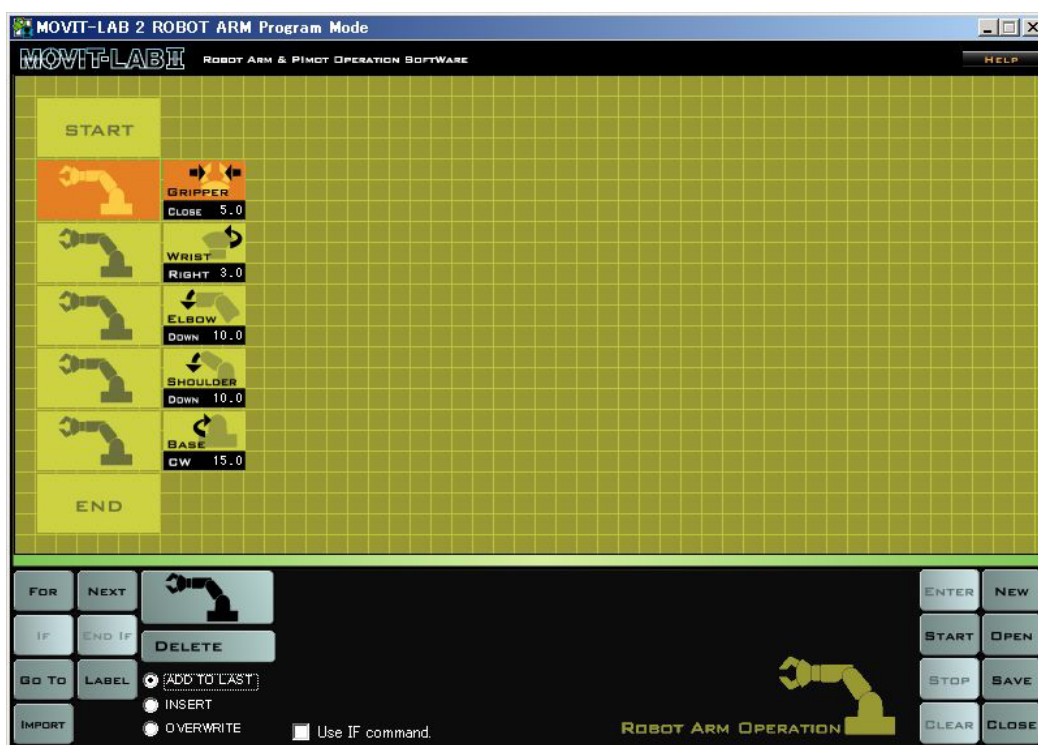 MOVIT-LAB 2 ROBOT ARM Program Mode
MOVIT-LAB II ROBOT ARM & PIMOT OPERATION SOFTWARE HELP
START
GRIPPER
CLOSE 5.0
WRIST
RIGHT 3.0
ELBOW
DOWN 10.0
SHOULDER
DOWN 10.0
BASE
CW 15.0
END
FOR NEXT ENTER NEW
IF END IF DELETE START OPEN
GO TO LABEL ADD TO LAST STOP SAVE
INSERT
IMPORT OVERWRITE Use IF command. ROBOT ARM OPERATION CLEAR CLOSE